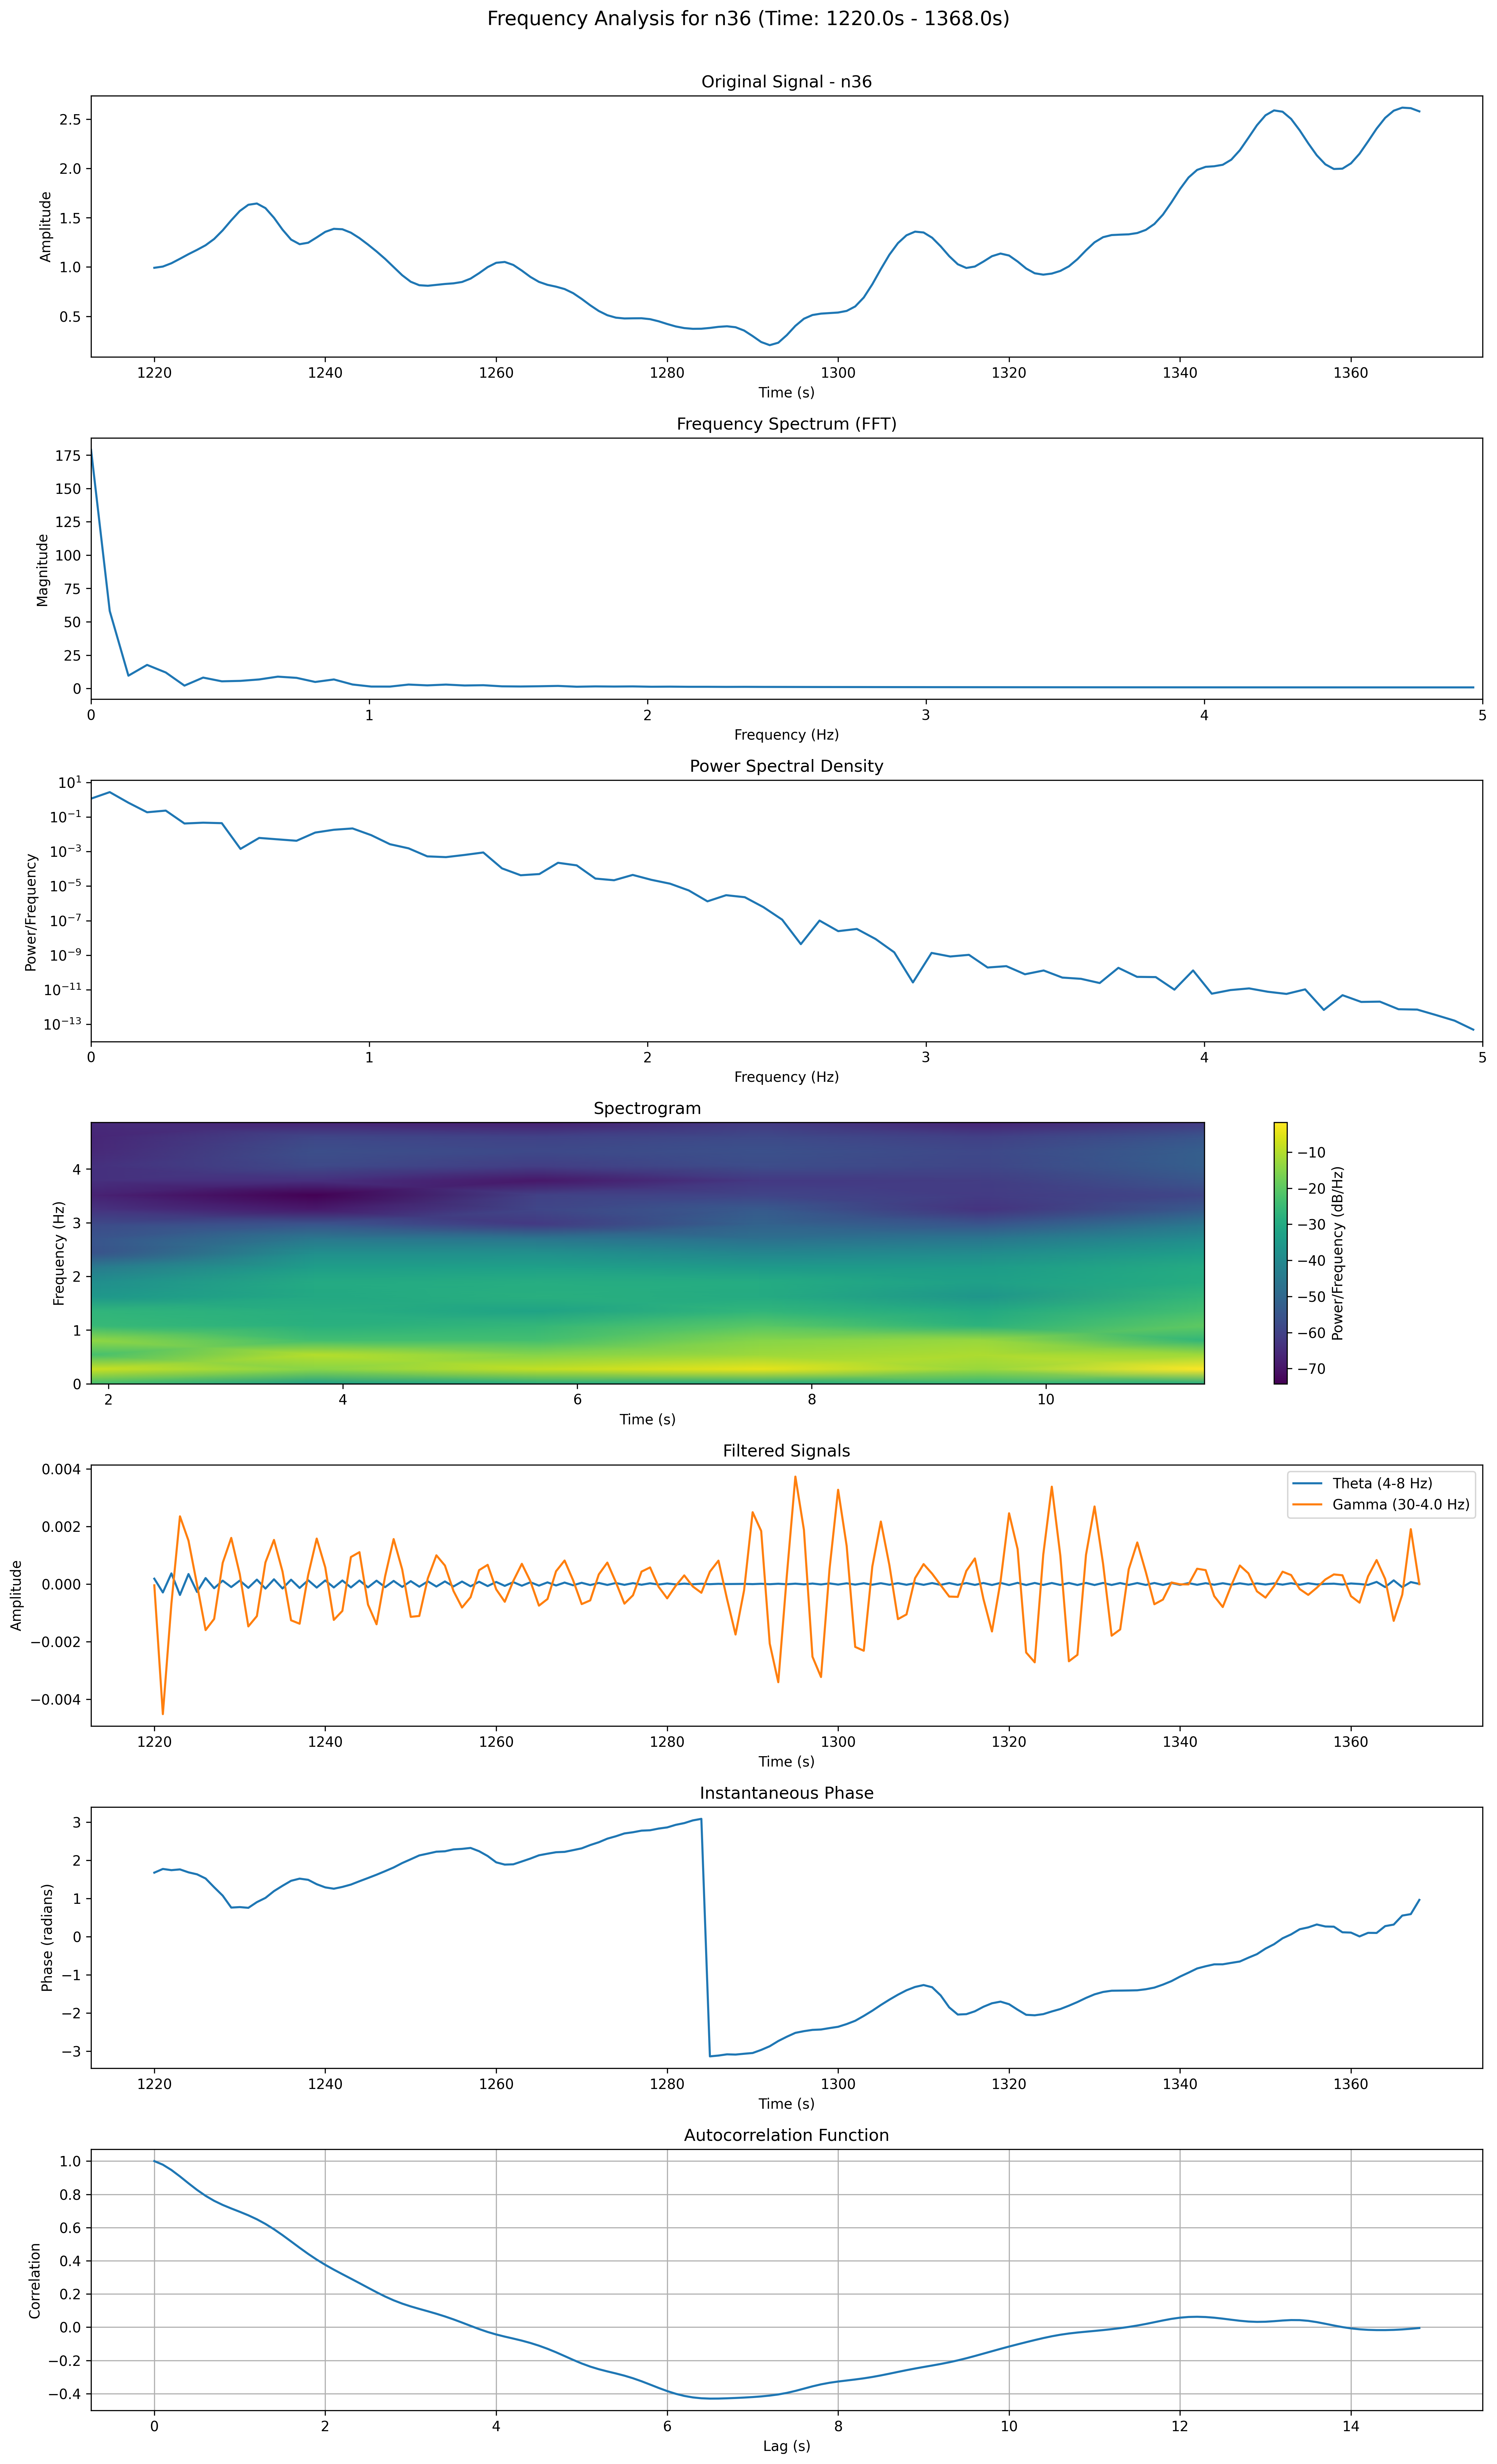 Frequency Analysis for n36 (Time: 1220.0s - 1368.0s)
Original Signal - n36
Amplitude
2.5
2.0
1.5
1.0
0.5
1220 1240 1260 1280 1300 1320 1340 1360
Time (s)
Frequency Spectrum (FFT)
Magnitude
175
150
125
100
75
50
25
0
0 1 2 3 4 5
Frequency (Hz)
Power Spectral Density
Power/Frequency
10¹
10⁻¹
10⁻³
10⁻⁵
10⁻⁷
10⁻⁹
10⁻¹¹
10⁻¹³
0 1 2 3 4 5
Frequency (Hz)
Spectrogram
Frequency (Hz)
4
3
2
1
0
2 4 6 8 10
Time (s)
−10
−20
−30
−40
−50
−60
−70
Power/Frequency (dB/Hz)
Filtered Signals
Amplitude
0.004
0.002
0.000
−0.002
−0.004
Theta (4-8 Hz)
Gamma (30-4.0 Hz)
1220 1240 1260 1280 1300 1320 1340 1360
Time (s)
Instantaneous Phase
Phase (radians)
3
2
1
0
−1
−2
−3
1220 1240 1260 1280 1300 1320 1340 1360
Time (s)
Autocorrelation Function
Correlation
1.0
0.8
0.6
0.4
0.2
0.0
−0.2
−0.4
0 2 4 6 8 10 12 14
Lag (s)